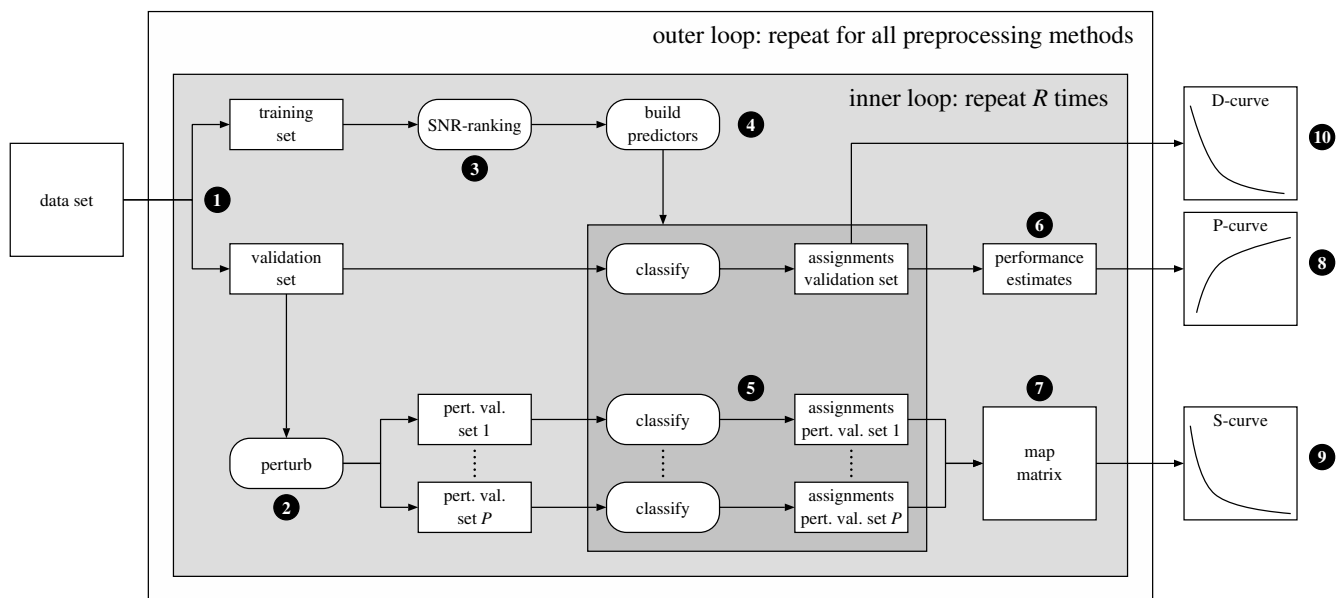 outer loop: repeat for all preprocessing methods
inner loop: repeat R times
data set
1
training
set
SNR-ranking
3
build
predictors
4
D-curve
10
validation
set
classify
assignments
validation set
6
performance
estimates
P-curve
8
perturb
2
pert. val.
set 1
classify
5
assignments
pert. val. set 1
pert. val.
set P
classify
assignments
pert. val. set P
7
map
matrix
S-curve
9